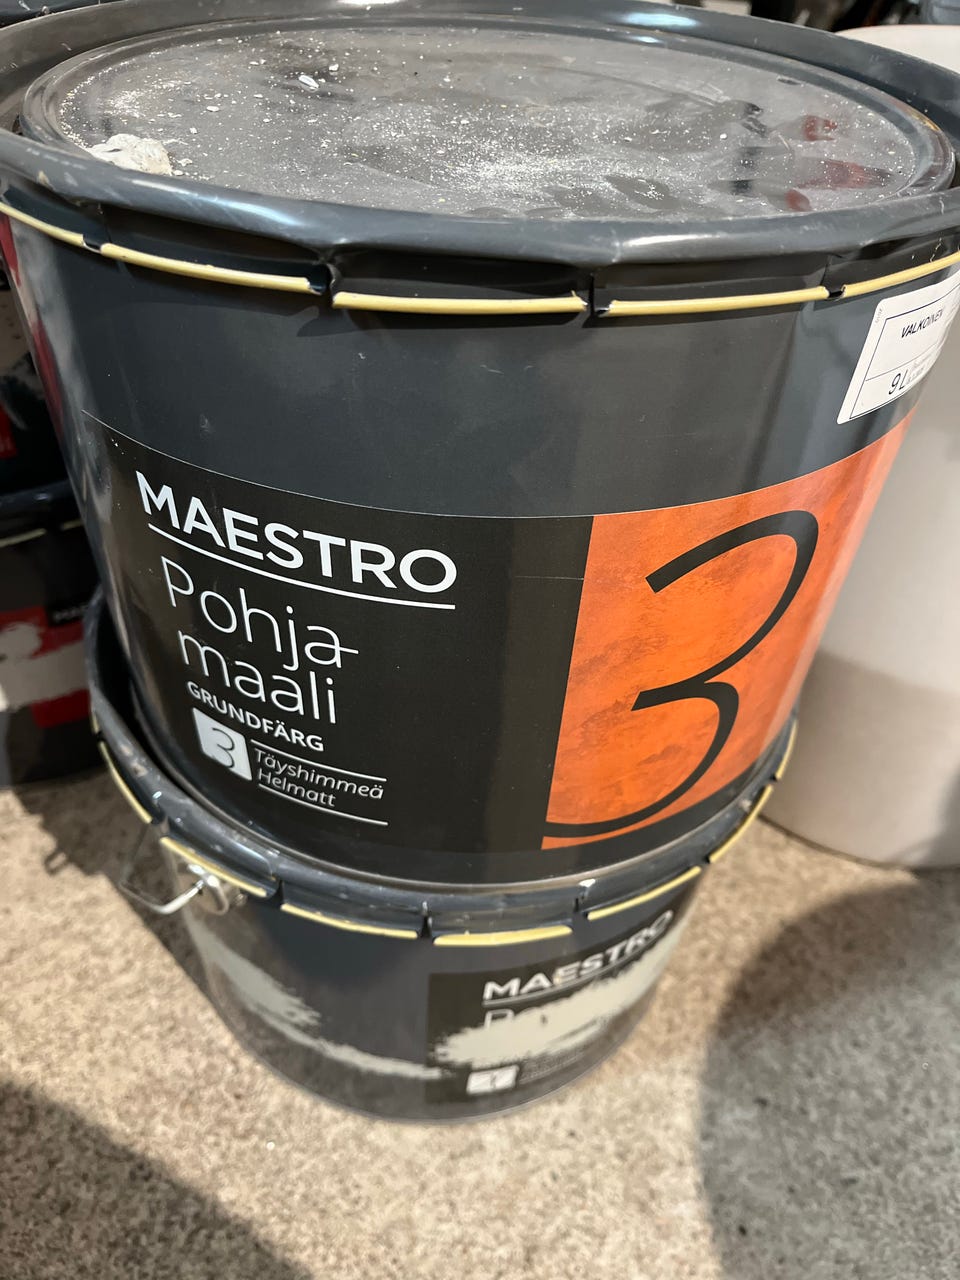 VALKOINEN
9L
MAESTRO
Pohja-
maali
GRUNDFÄRG
3
Täyshimmeä
Helmatt
3
MAESTRO